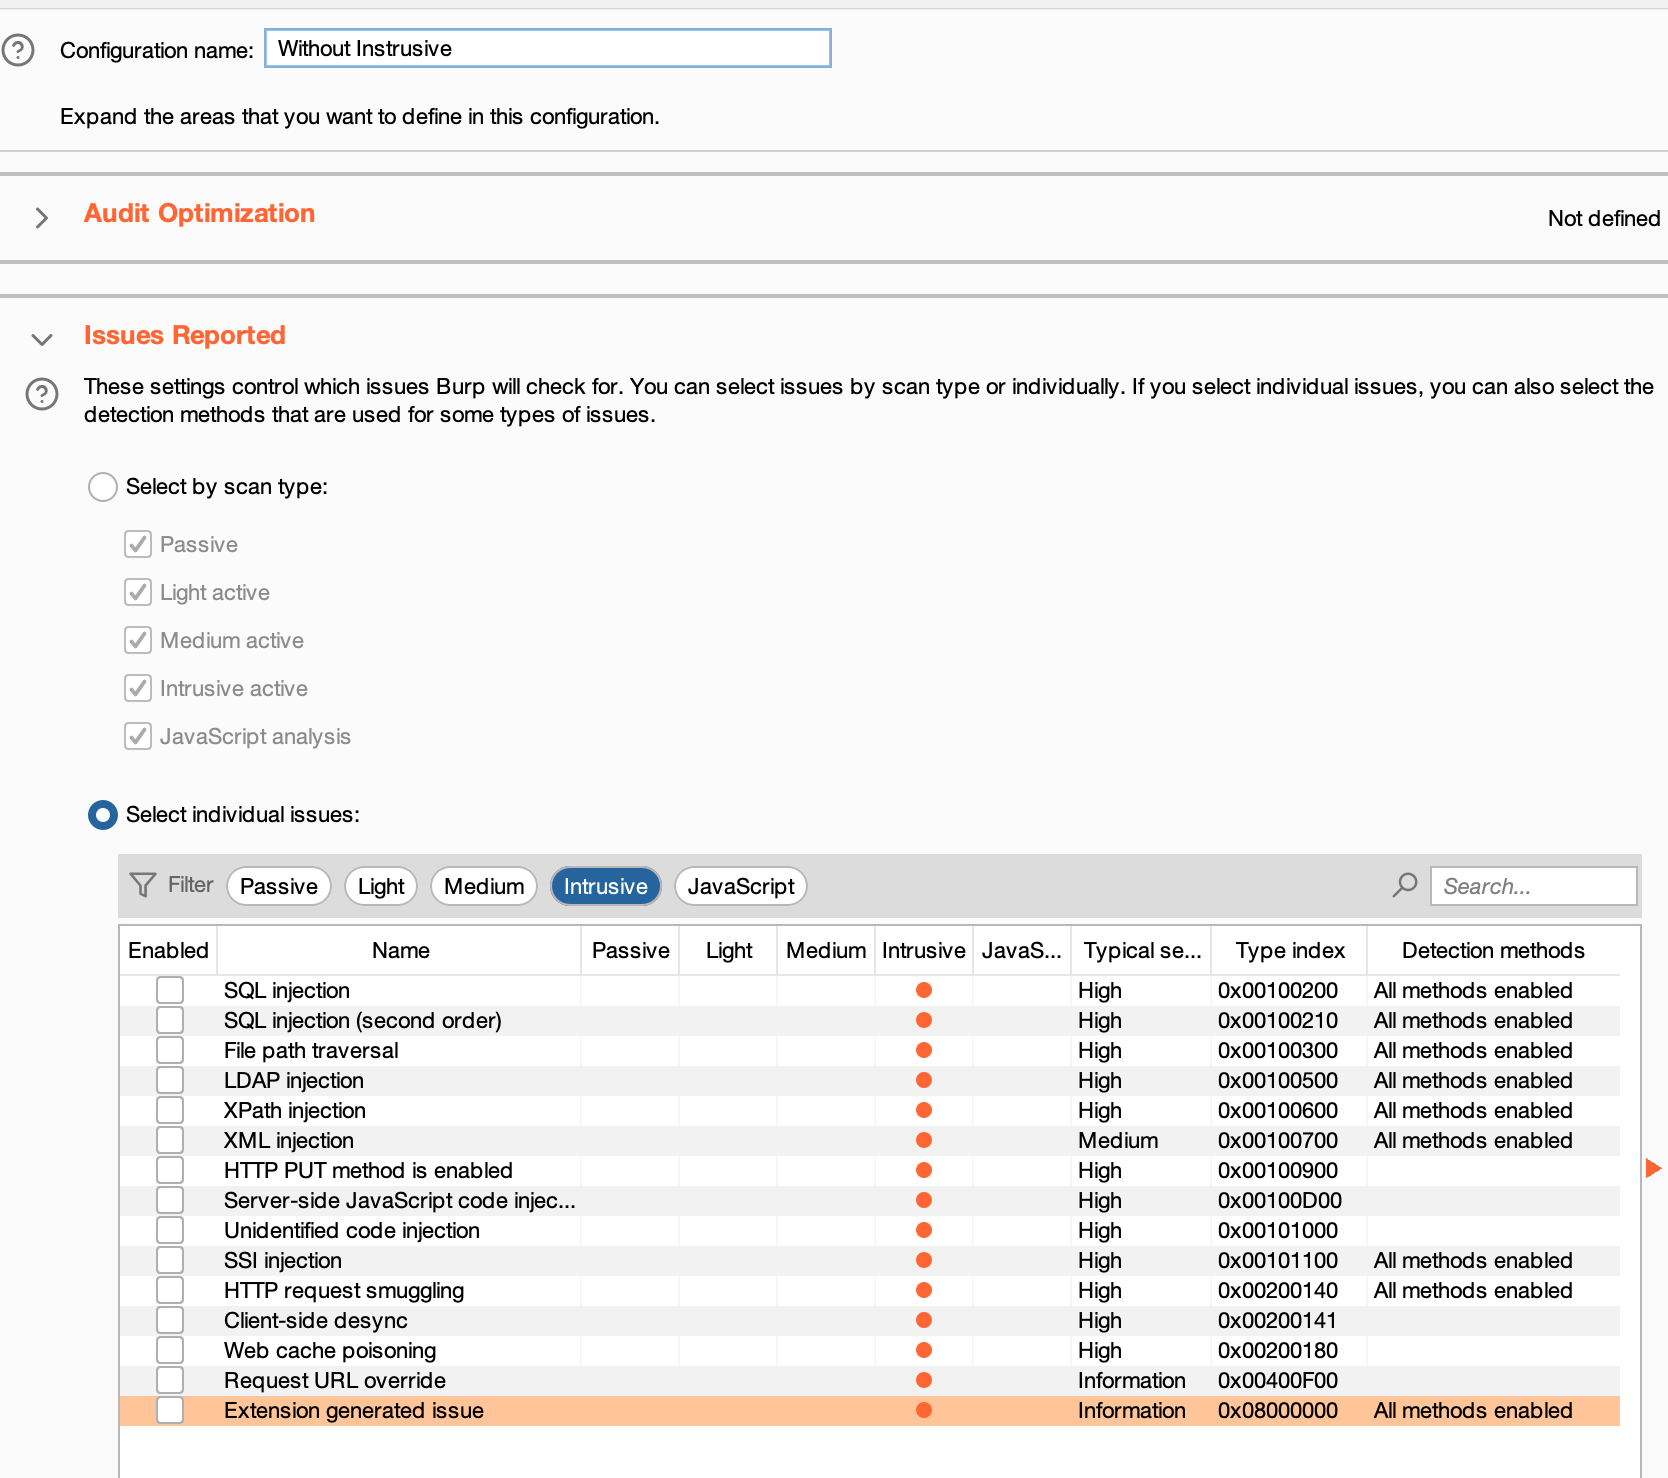 Configuration name: Without Instrusive
Expand the areas that you want to define in this configuration.
Audit Optimization Not defined
Issues Reported
These settings control which issues Burp will check for. You can select issues by scan type or individually. If you select individual issues, you can also select the
detection methods that are used for some types of issues.
Select by scan type:
Passive
Light active
Medium active
Intrusive active
JavaScript analysis
Select individual issues:
Filter Passive Light Medium Intrusive JavaScript Search...
Enabled Name Passive Light Medium Intrusive JavaS... Typical se... Type index Detection methods
SQL injection High 0x00100200 All methods enabled
SQL injection (second order) High 0x00100210 All methods enabled
File path traversal High 0x00100300 All methods enabled
LDAP injection High 0x00100500 All methods enabled
XPath injection High 0x00100600 All methods enabled
XML injection Medium 0x00100700 All methods enabled
HTTP PUT method is enabled High 0x00100900
Server-side JavaScript code injec... High 0x00100D00
Unidentified code injection High 0x00101000
SSI injection High 0x00101100 All methods enabled
HTTP request smuggling High 0x00200140 All methods enabled
Client-side desync High 0x00200141
Web cache poisoning High 0x00200180
Request URL override Information 0x00400F00
Extension generated issue Information 0x08000000 All methods enabled